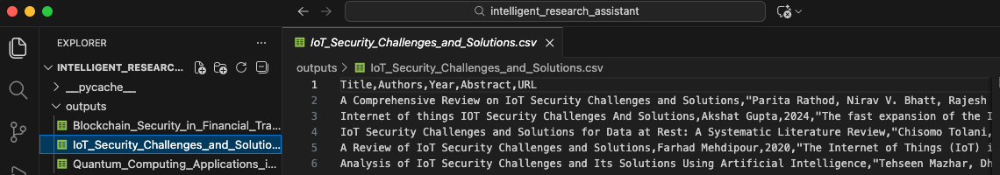 intelligent_research_assistant
EXPLORER
INTELLIGENT_RESEARC...
__pycache__
outputs
Blockchain_Security_in_Financial_Tra...
IoT_Security_Challenges_and_Solutio...
Quantum_Computing_Applications_i...
IoT_Security_Challenges_and_Solutions.csv
outputs > IoT_Security_Challenges_and_Solutions.csv
1 Title,Authors,Year,Abstract,URL
2 A Comprehensive Review on IoT Security Challenges and Solutions,"Parita Rathod, Nirav V. Bhatt, Rajesh
3 Internet of things IOT Security Challenges And Solutions,Akshat Gupta,2024,"The fast expansion of the I
4 IoT Security Challenges and Solutions for Data at Rest: A Systematic Literature Review,"Chisomo Tolani,
5 A Review of IoT Security Challenges and Solutions,Farhad Mehdipour,2020,"The Internet of Things (IoT) i
6 Analysis of IoT Security Challenges and Its Solutions Using Artificial Intelligence,"Tehseen Mazhar, Dh